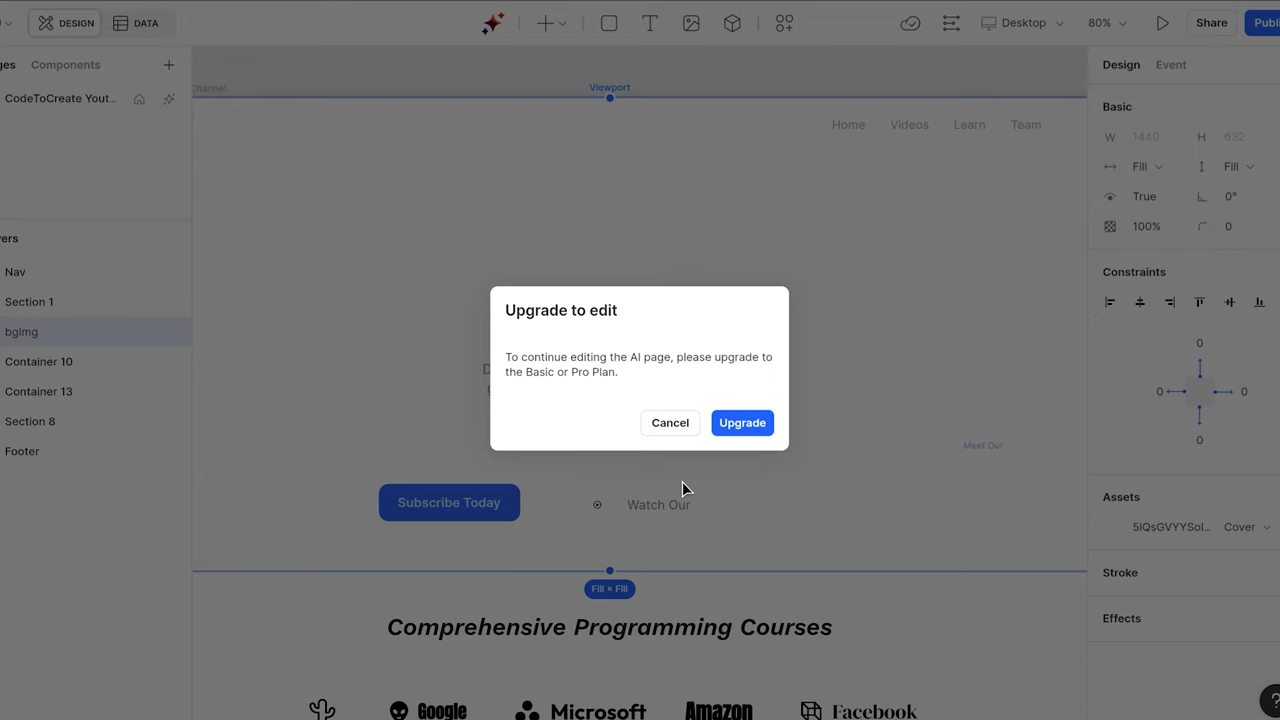 DESIGN
DATA
Desktop
80%
Share
Publi
ges
Components
CodeToCreate Yout...
Channel.
Viewport
Home
Videos
Learn
Team
yers
Nav
Section 1
bgImg
Container 10
Container 13
Section 8
Footer
Upgrade to edit
To continue editing the AI page, please upgrade to
the Basic or Pro Plan.
Cancel
Upgrade
Meet Our
Subscribe Today
Watch Our
Fill × Fill
Comprehensive Programming Courses
Google
Microsoft
Amazon
Facebook
Design
Event
Basic
W 1440
H 632
Fill
Fill
True
0°
100%
0
Constraints
0
0
0
0
Assets
5IQsGVYYSol...
Cover
Stroke
Effects
?